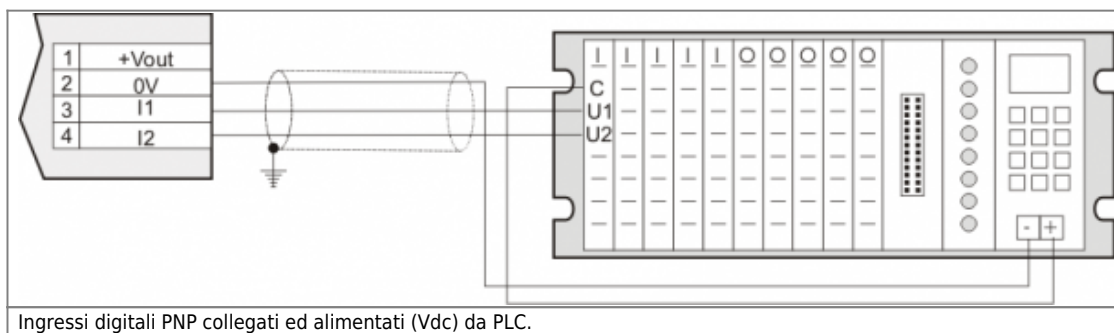 1 +Vout
2 0V
3 I1
4 I2
I I I I I O O O O O
C
U1
U2
- +
Ingressi digitali PNP collegati ed alimentati (Vdc) da PLC.